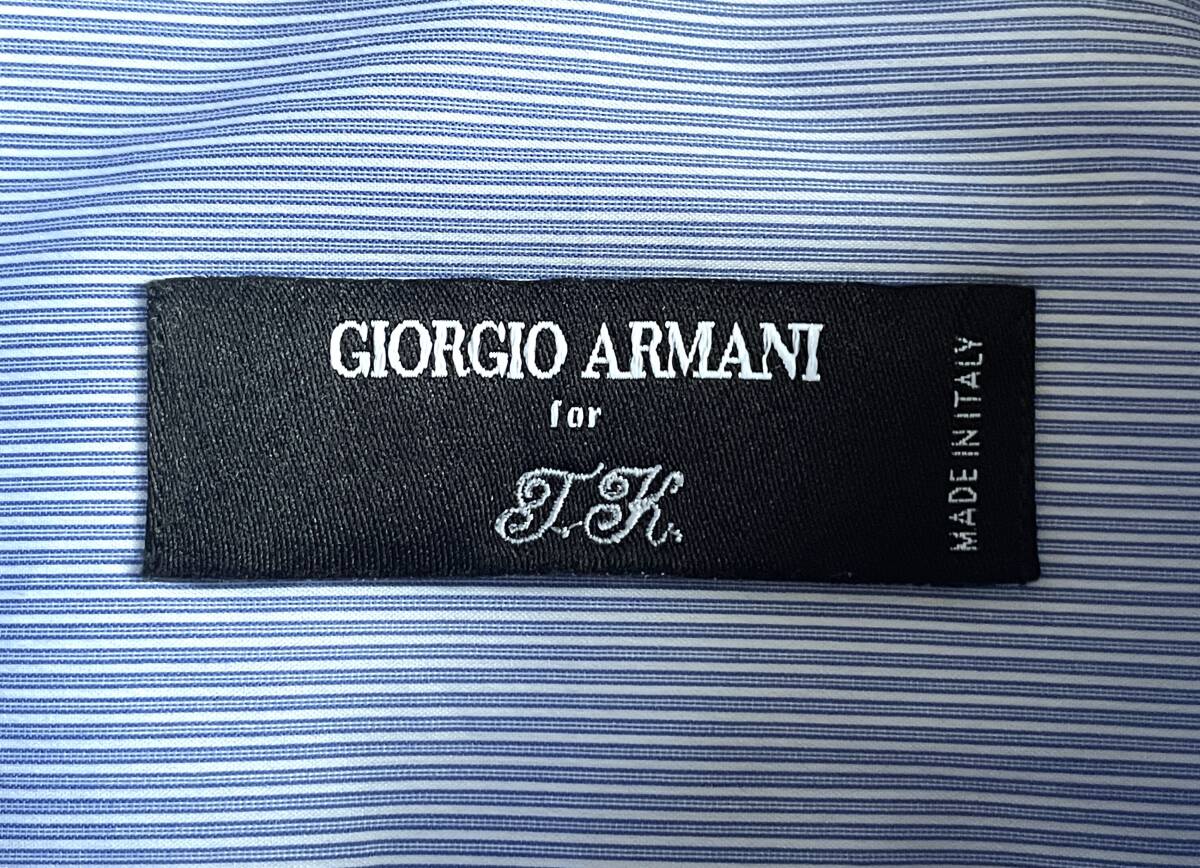 GIORGIO ARMANI
for
T.K.
MADE IN ITALY